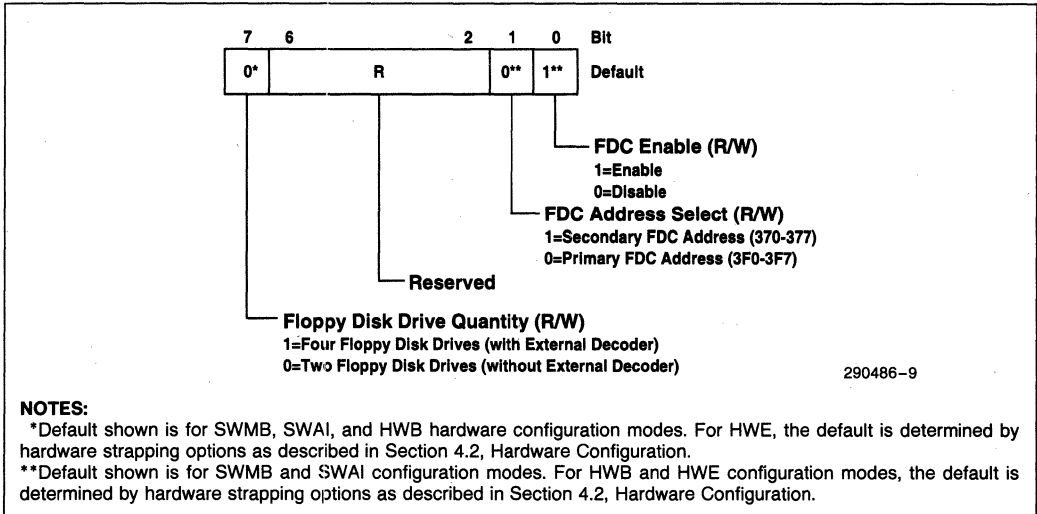 7 6 2 1 0 Bit
0* R 0** 1** Default
FDC Enable (R/W)
1=Enable
0=Disable
FDC Address Select (R/W)
1=Secondary FDC Address (370-377)
0=Primary FDC Address (3F0-3F7)
Reserved
Floppy Disk Drive Quantity (R/W)
1=Four Floppy Disk Drives (with External Decoder)
0=Two Floppy Disk Drives (without External Decoder)
290486–9
NOTES:
*Default shown is for SWMB, SWAI, and HWB hardware configuration modes. For HWE, the default is determined by
hardware strapping options as described in Section 4.2, Hardware Configuration.
**Default shown is for SWMB and SWAI configuration modes. For HWB and HWE configuration modes, the default is
determined by hardware strapping options as described in Section 4.2, Hardware Configuration.